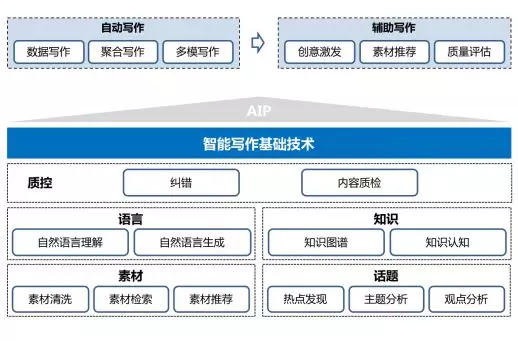 自动写作
辅助写作
数据写作 聚合写作 多模写作
创意激发 素材推荐 质量评估
AIP
智能写作基础技术
质控 纠错 内容质检
语言
知识
自然语言理解 自然语言生成
知识图谱 知识认知
素材
话题
素材清洗 素材检索 素材推荐
热点发现 主题分析 观点分析